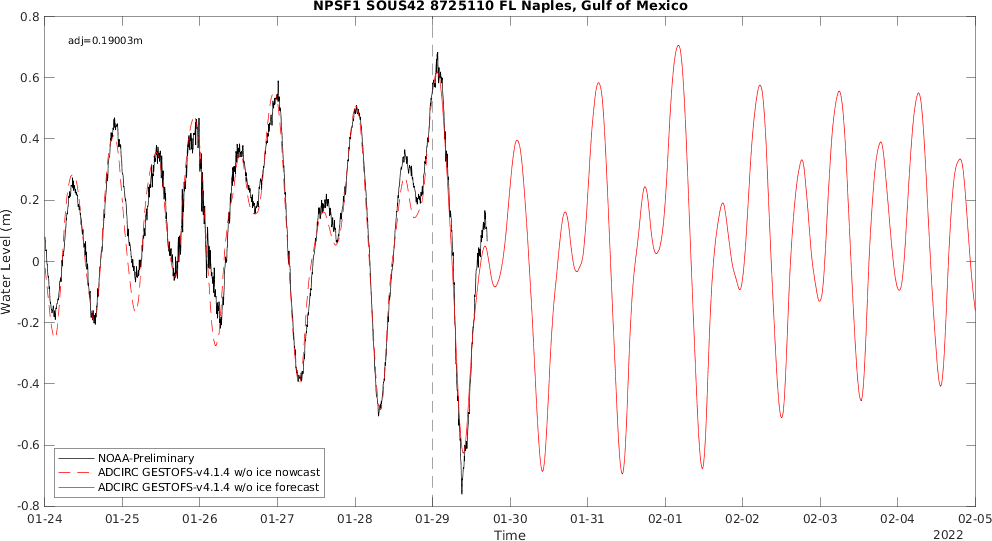 NPSF1 SOUS42 8725110 FL Naples, Gulf of Mexico
adj=0.19003m
0.8
0.6
0.4
0.2
0
-0.2
-0.4
-0.6
-0.8
Water Level (m)
NOAA-Preliminary
ADCIRC GESTOFS-v4.1.4 w/o ice nowcast
ADCIRC GESTOFS-v4.1.4 w/o ice forecast
01-24 01-25 01-26 01-27 01-28 01-29 01-30 01-31 02-01 02-02 02-03 02-04 02-05
Time
2022